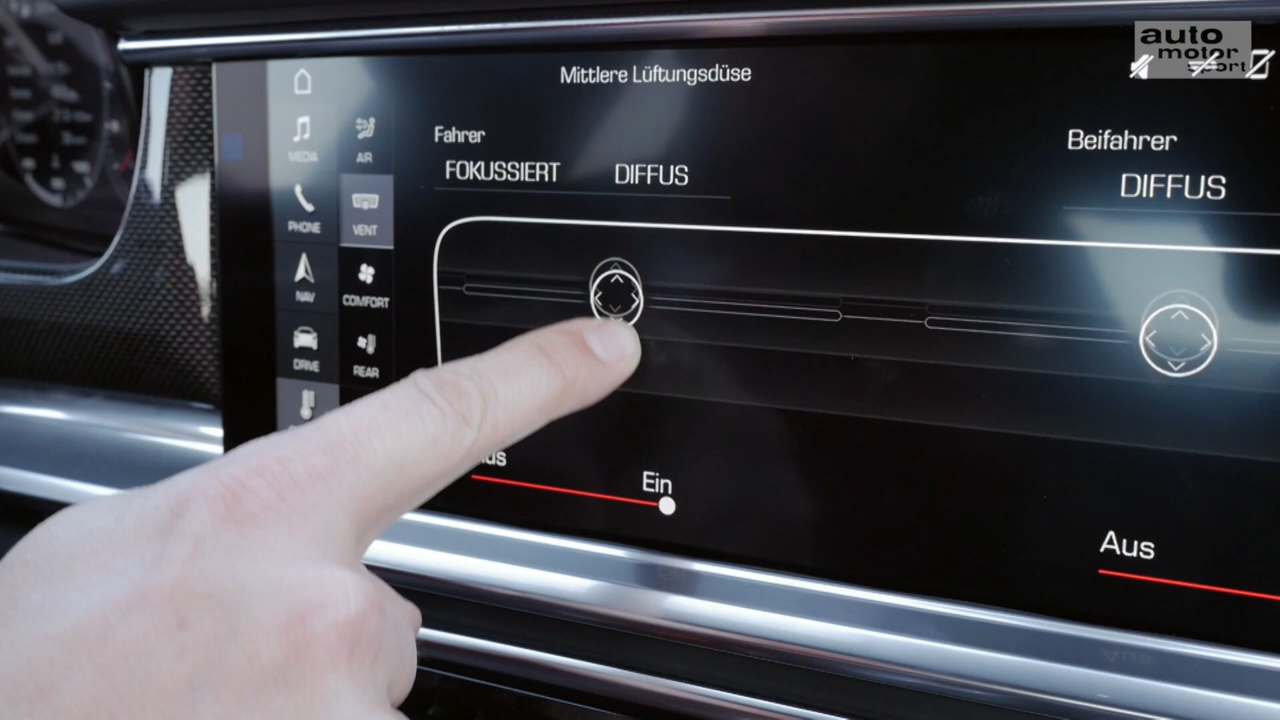 auto
motor
sport
Mittlere Lüftungsdüse
Fahrer
Beifahrer
FOKUSSIERT DIFFUS
DIFFUS
MEDIA
AIR
PHONE
VENT
NAV
COMFORT
DRIVE
REAR
Ein
Aus